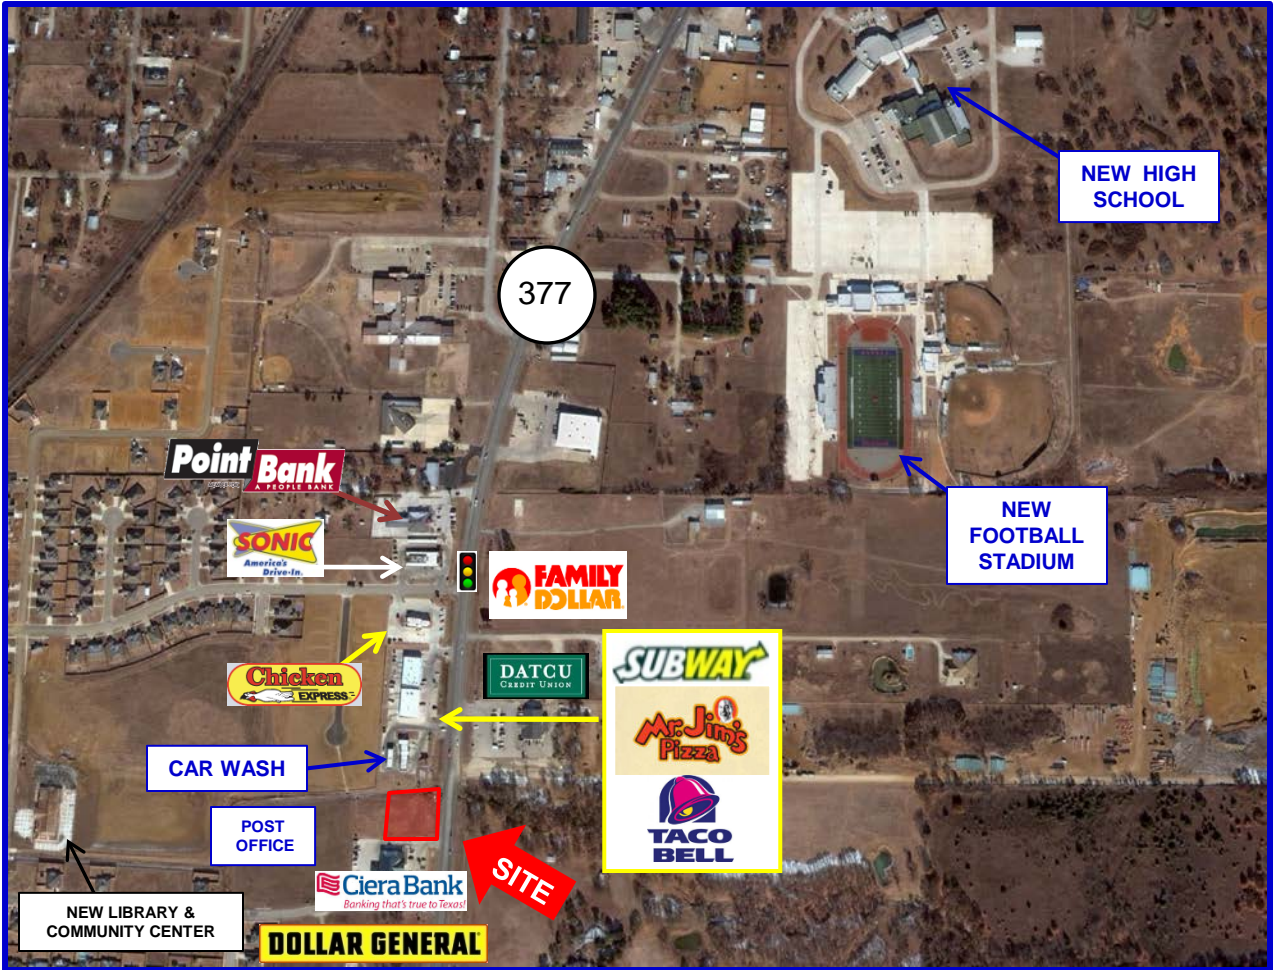 NEW HIGH
SCHOOL
377
Point
Bank
A PEOPLE BANK
SONIC
America's
Drive-In.
FAMILY
DOLLAR
NEW
FOOTBALL
STADIUM
Chicken
EXPRESS
DATCU
CREDIT UNION
SUBWAY
Mr. Jim's
Pizza
TACO
BELL
CAR WASH
POST
OFFICE
SITE
Ciera Bank
Banking that's true to Texas!
NEW LIBRARY &
COMMUNITY CENTER
DOLLAR GENERAL